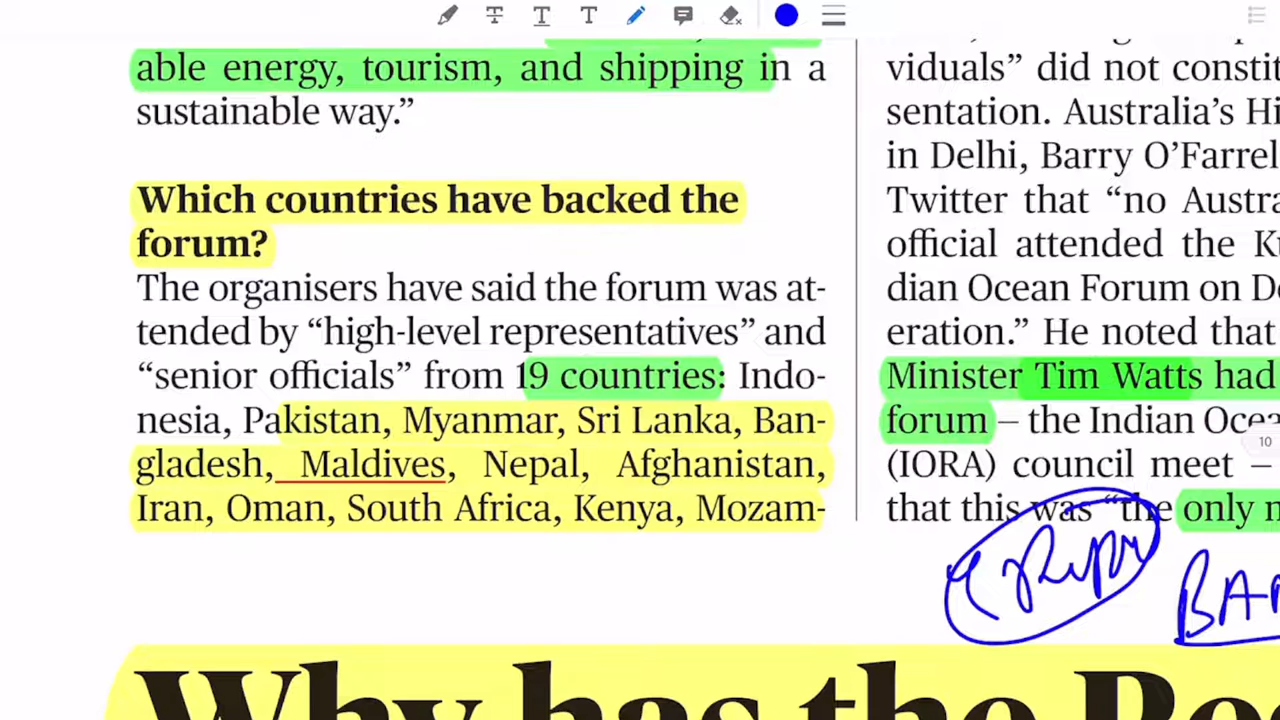 able energy, tourism, and shipping in a
sustainable way.”
Which countries have backed the
forum?
The organisers have said the forum was at-
tended by “high-level representatives” and
“senior officials” from 19 countries: Indo-
nesia, Pakistan, Myanmar, Sri Lanka, Ban-
gladesh, Maldives, Nepal, Afghanistan,
Iran, Oman, South Africa, Kenya, Mozam-
viduals” did not constit
sentation. Australia’s Hi
in Delhi, Barry O’Farrel
Twitter that “no Austra
official attended the Ku
dian Ocean Forum on De
eration.” He noted that
Minister Tim Watts had
forum – the Indian Ocea
(IORA) council meet –
that this was “the only m
10
Why has the Pos